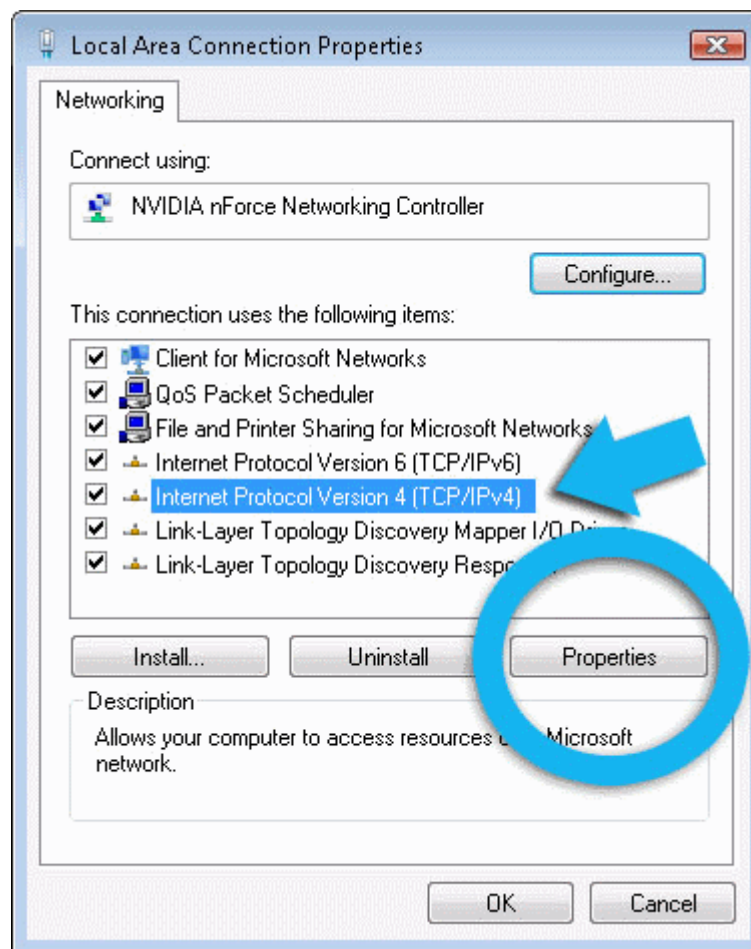 Local Area Connection Properties
Networking
Connect using:
NVIDIA nForce Networking Controller
Configure...
This connection uses the following items:
Client for Microsoft Networks
QoS Packet Scheduler
File and Printer Sharing for Microsoft Networks
Internet Protocol Version 6 (TCP/IPv6)
Internet Protocol Version 4 (TCP/IPv4)
Link-Layer Topology Discovery Mapper I/O
Link-Layer Topology Discovery
Install...
Uninstall
Properties
Description
Allows your computer to access resources Microsoft
network.
OK
Cancel